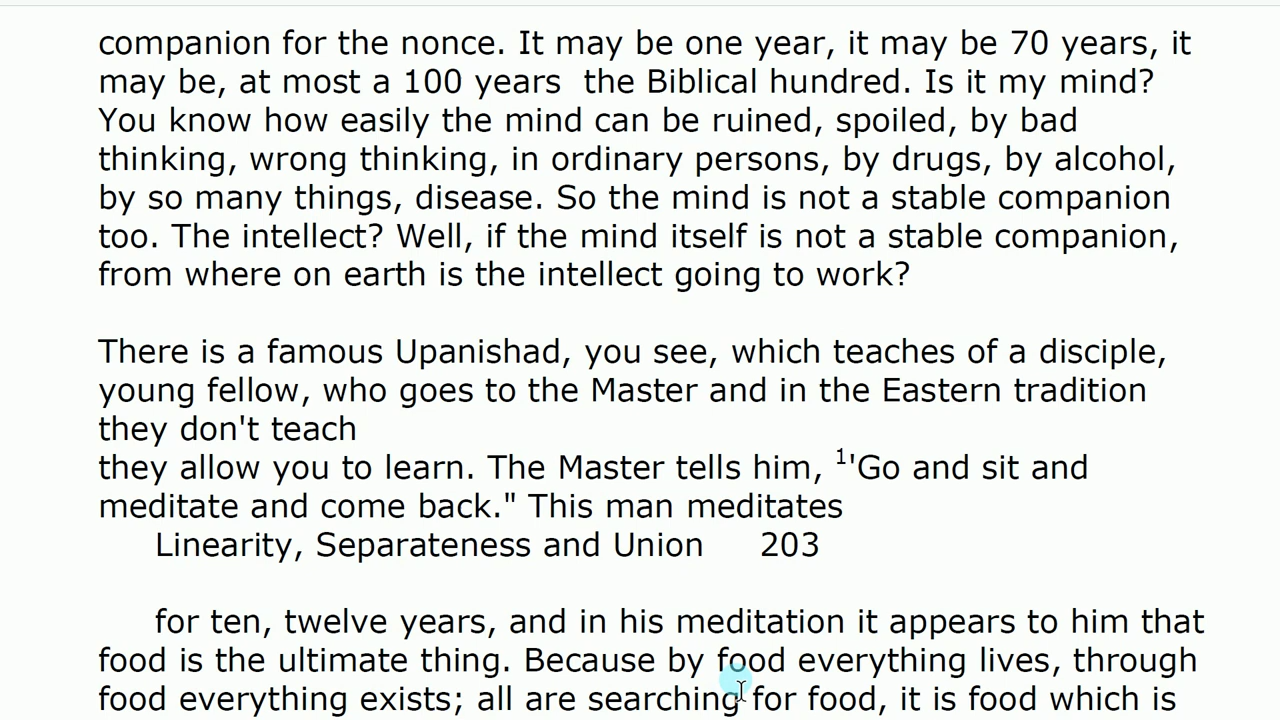 companion for the nonce. It may be one year, it may be 70 years, it
may be, at most a 100 years  the Biblical hundred. Is it my mind?
You know how easily the mind can be ruined, spoiled, by bad
thinking, wrong thinking, in ordinary persons, by drugs, by alcohol,
by so many things, disease. So the mind is not a stable companion
too. The intellect? Well, if the mind itself is not a stable companion,
from where on earth is the intellect going to work?
There is a famous Upanishad, you see, which teaches of a disciple,
young fellow, who goes to the Master and in the Eastern tradition
they don't teach
they allow you to learn. The Master tells him, ¹'Go and sit and
meditate and come back." This man meditates
Linearity, Separateness and Union 203
for ten, twelve years, and in his meditation it appears to him that
food is the ultimate thing. Because by food everything lives, through
food everything exists; all are searching for food, it is food which is